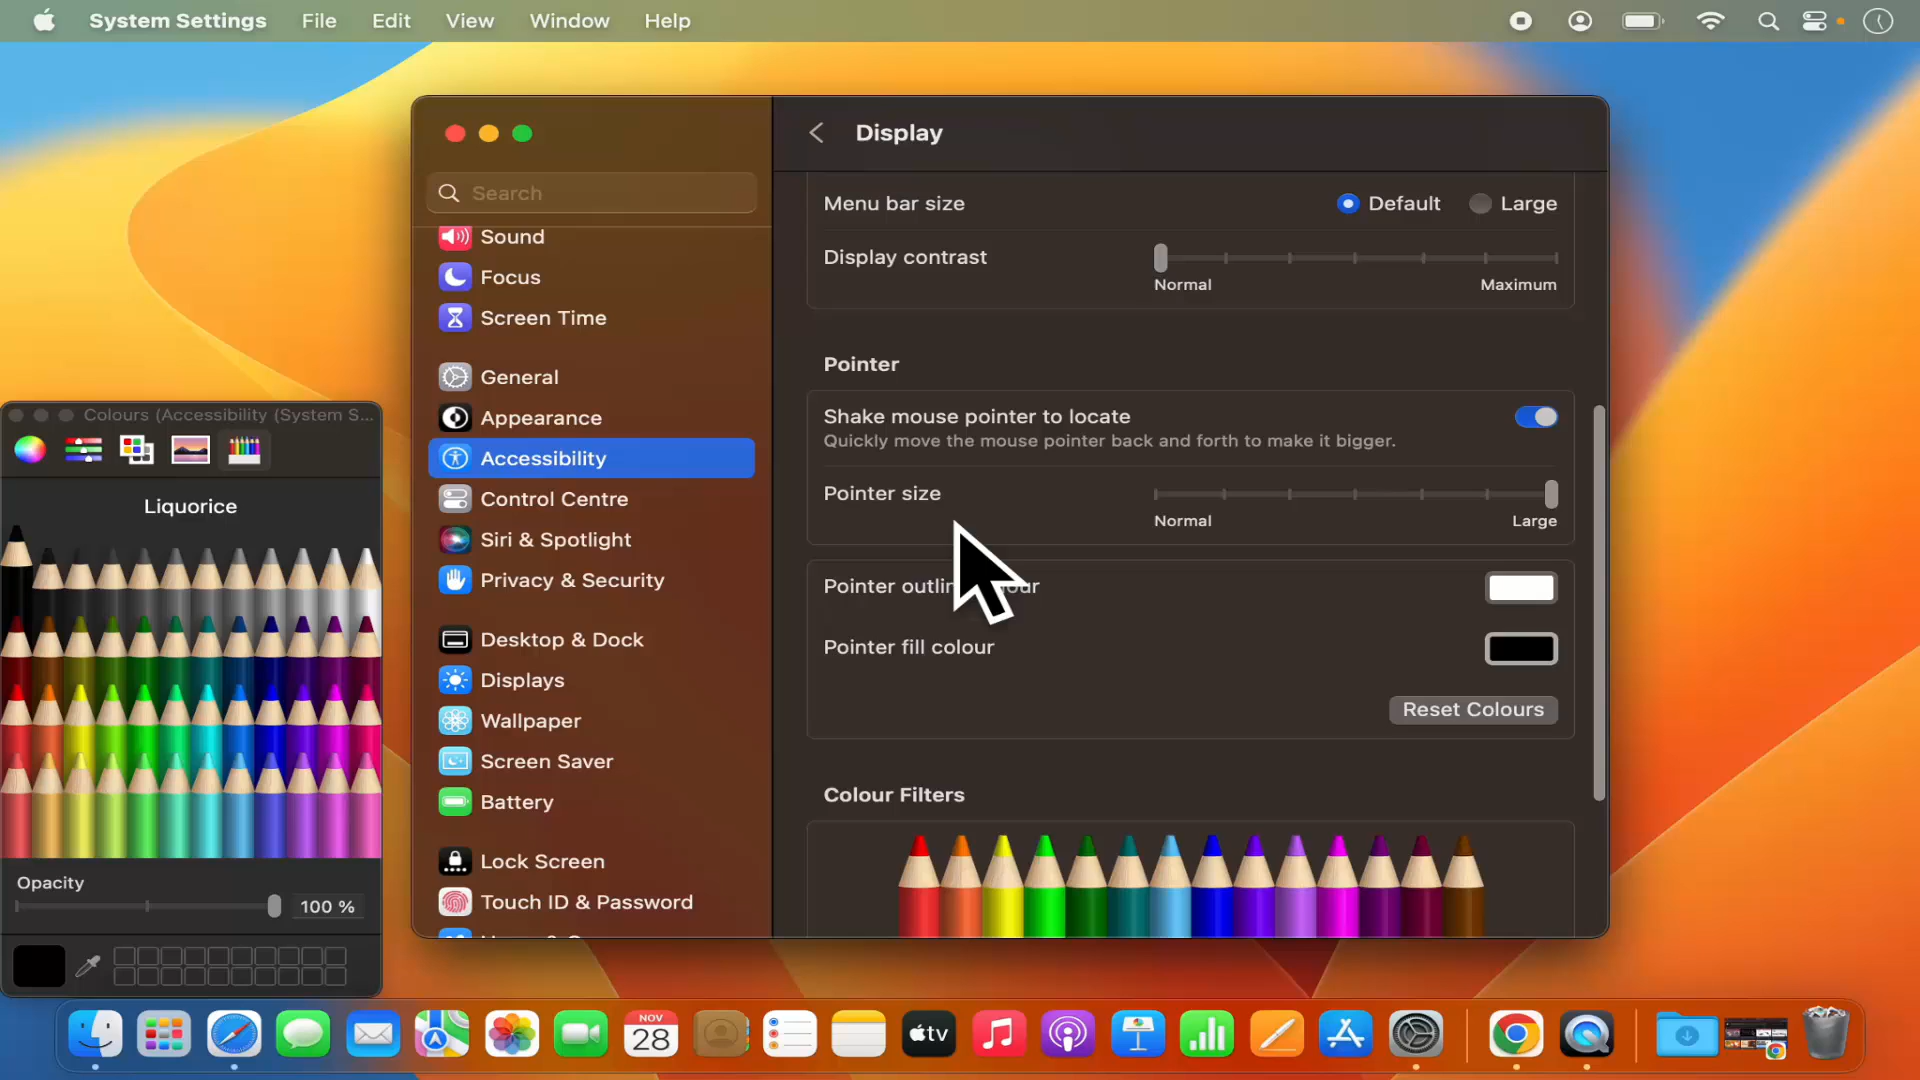 System Settings File Edit View Window Help
Display
Search
Menu bar size Default Large
Display contrast
Normal Maximum
Sound
Focus
Screen Time
General
Appearance
Accessibility
Control Centre
Siri & Spotlight
Privacy & Security
Desktop & Dock
Displays
Wallpaper
Screen Saver
Battery
Lock Screen
Touch ID & Password
Pointer
Shake mouse pointer to locate
Quickly move the mouse pointer back and forth to make it bigger.
Pointer size
Normal Large
Pointer
Pointer fill colour
Reset Colours
Colour Filters
Colours (Accessibility (System S...
Liquorice
Opacity
100 %
NOV
28
tv